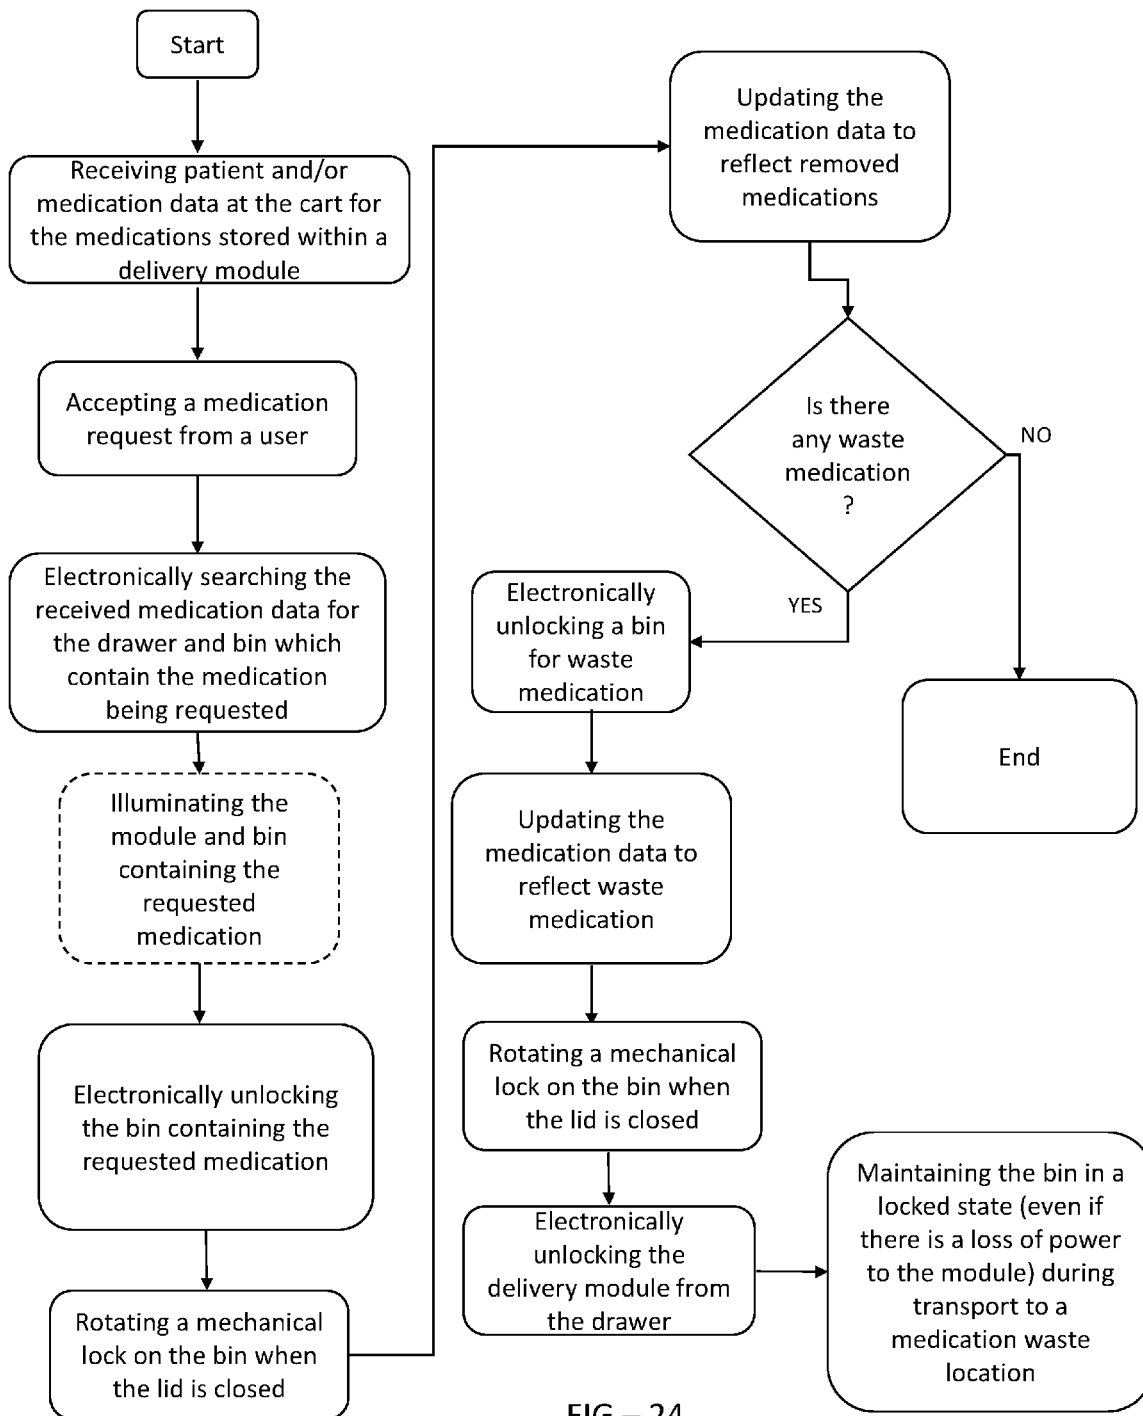 Start
Receiving patient and/or
medication data at the cart for
the medications stored within a
delivery module
Accepting a medication
request from a user
Electronically searching the
received medication data for
the drawer and bin which
contain the medication
being requested
Illuminating the
module and bin
containing the
requested
medication
Electronically unlocking
the bin containing the
requested medication
Rotating a mechanical
lock on the bin when
the lid is closed
Updating the
medication data to
reflect removed
medications
Is there
any waste
medication
?
NO
YES
End
Electronically
unlocking a bin
for waste
medication
Updating the
medication data to
reflect waste
medication
Rotating a mechanical
lock on the bin when
the lid is closed
Electronically
unlocking the
delivery module from
the drawer
Maintaining the bin in a
locked state (even if
there is a loss of power
to the module) during
transport to a
medication waste
location
FIG – 24